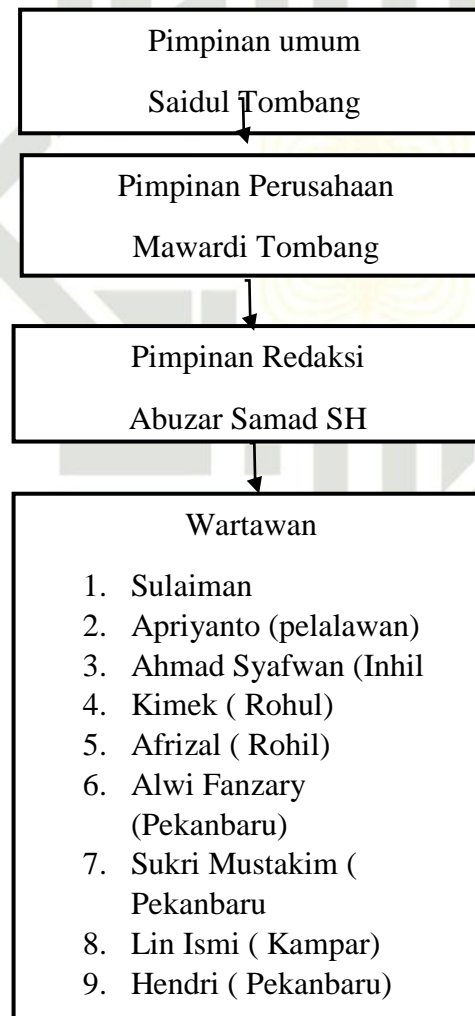 Pimpinan umum
Saidul Tombang
Pimpinan Perusahaan
Mawardi Tombang
Pimpinan Redaksi
Abuzar Samad SH
Wartawan
1. Sulaiman
2. Apriyanto (pelalawan)
3. Ahmad Syafwan (Inhil
4. Kimek ( Rohul)
5. Afrizal ( Rohil)
6. Alwi Fanzary
(Pekanbaru)
7. Sukri Mustakim (
Pekanbaru
8. Lin Ismi ( Kampar)
9. Hendri ( Pekanbaru)